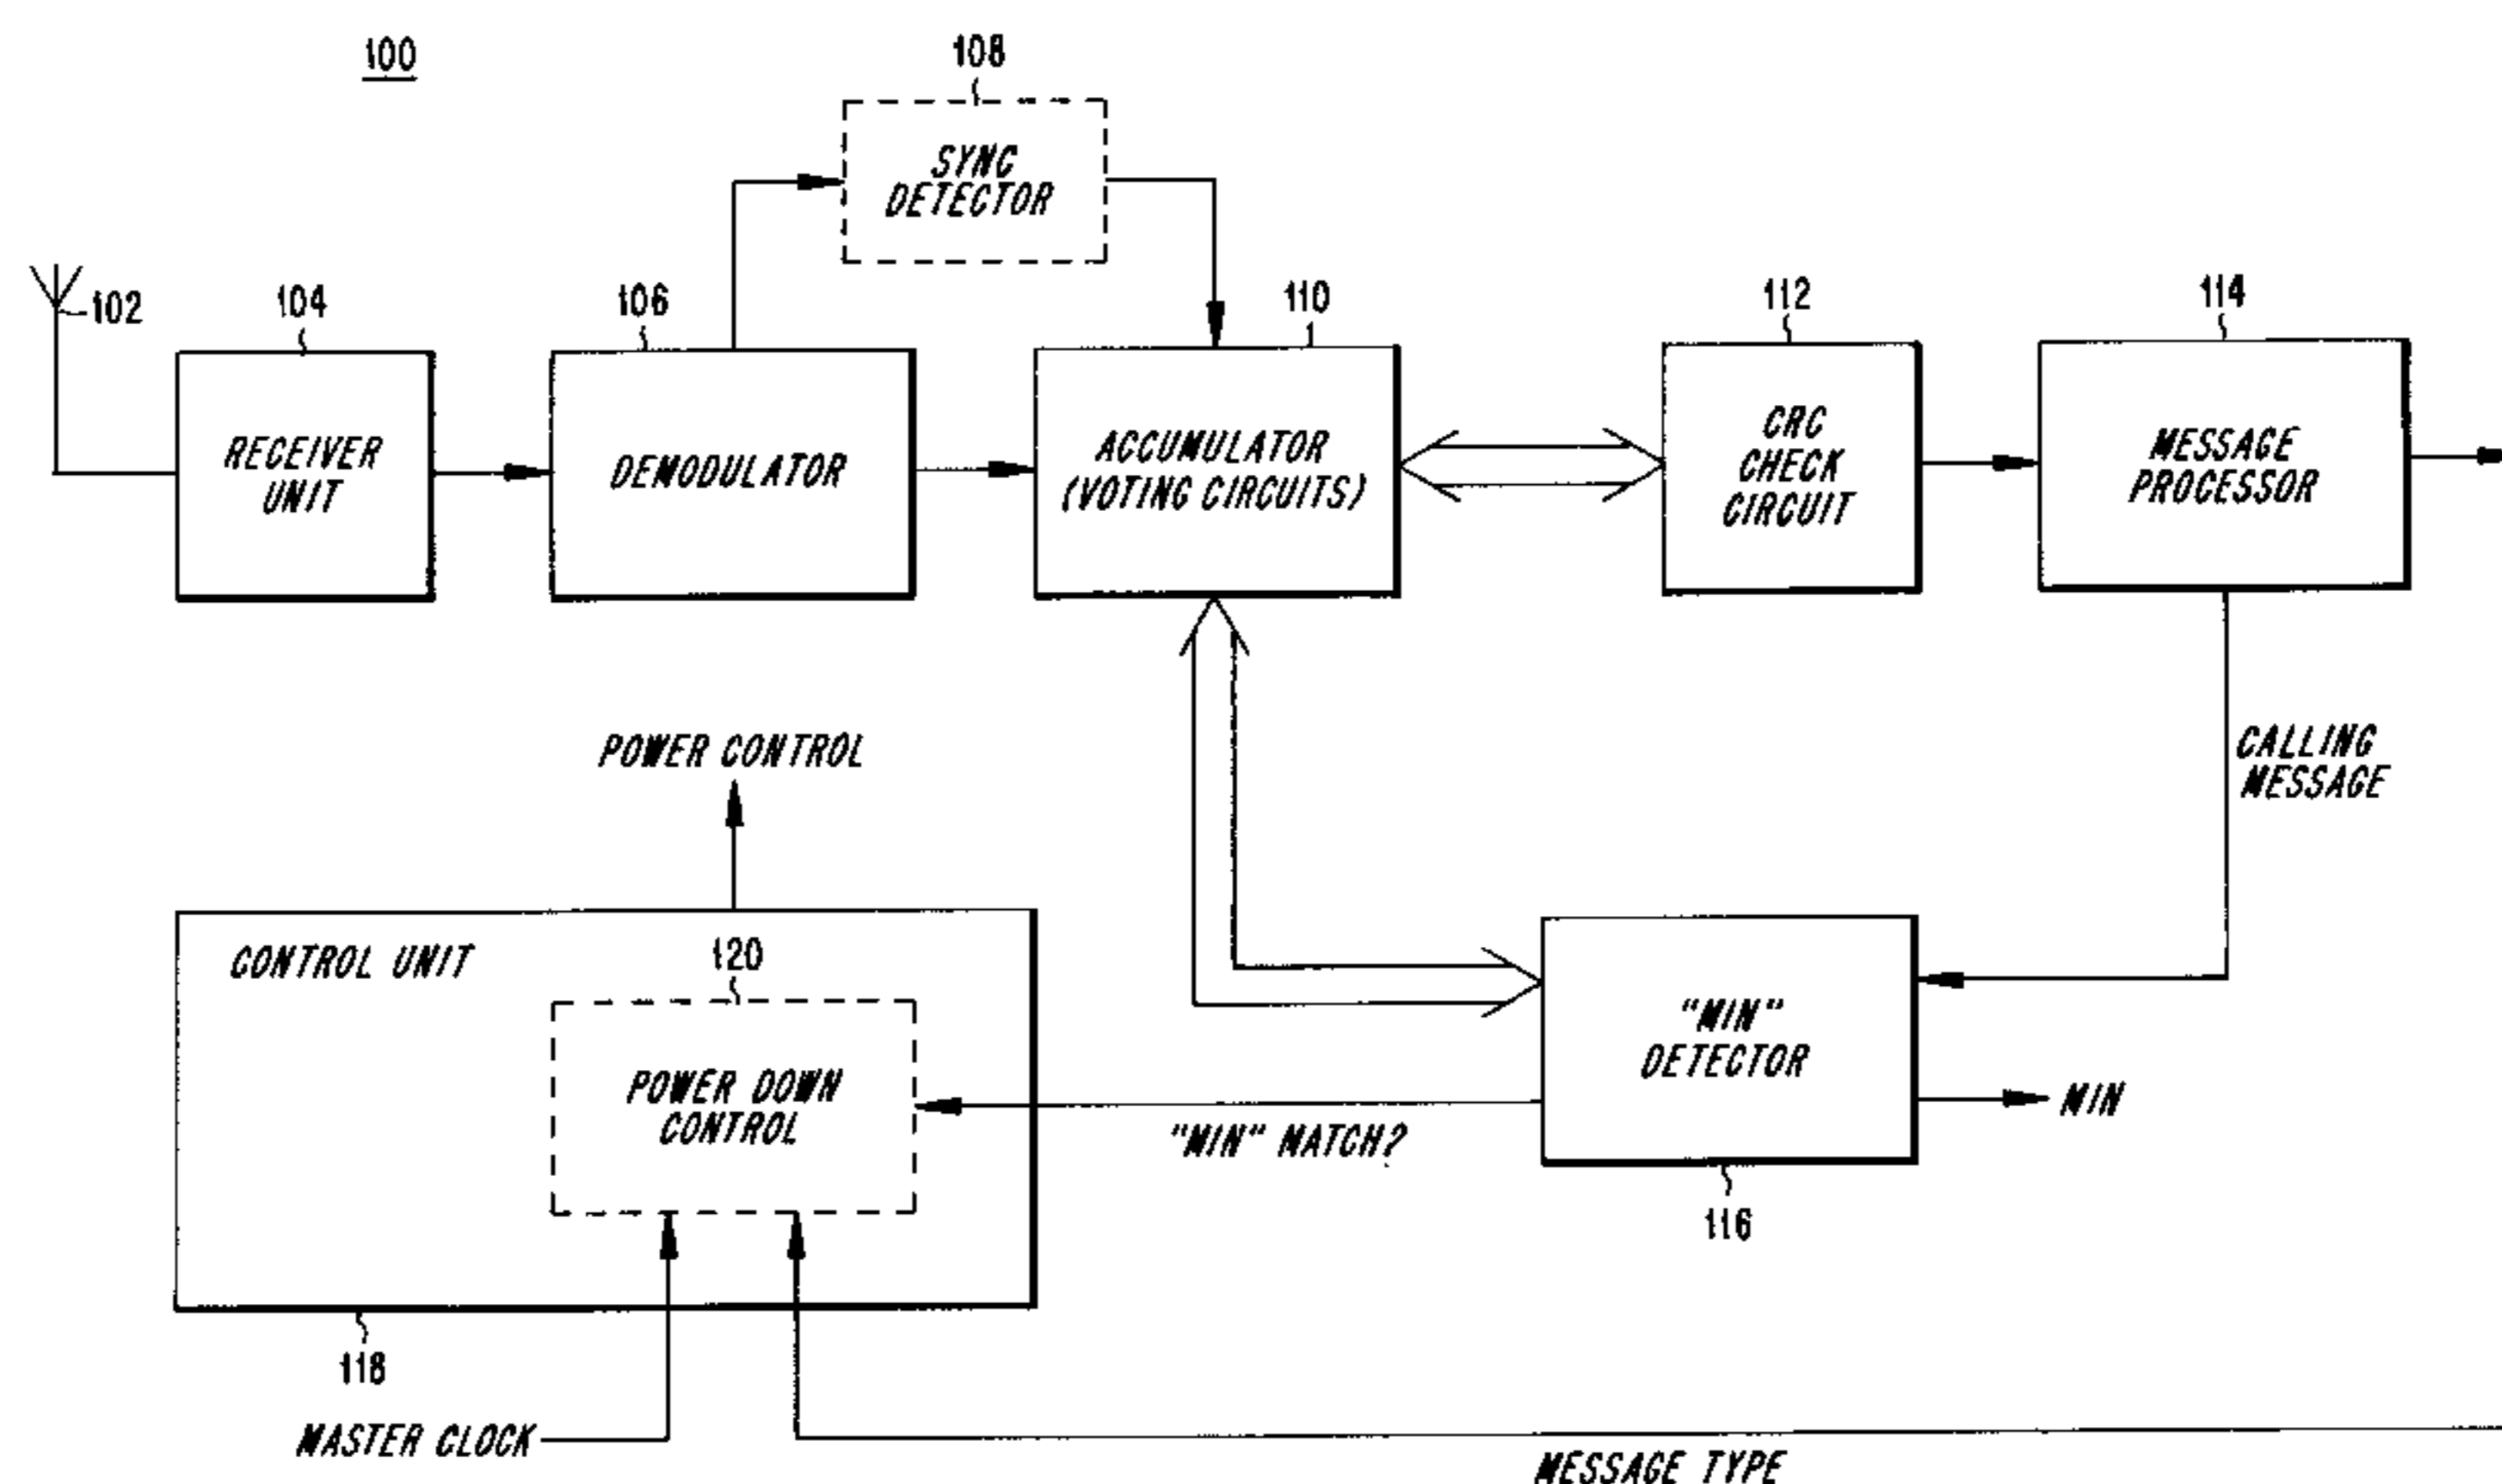 100
108
SYNC
DETECTOR
102
104
106
110
112
114
RECEIVER
UNIT
DEMODULATOR
ACCUMULATOR
(VOTING CIRCUITS)
CRC
CHECK
CIRCUIT
MESSAGE
PROCESSOR
POWER CONTROL
CALLING
MESSAGE
CONTROL UNIT
120
POWER DOWN
CONTROL
"MIN"
DETECTOR
MIN
"MIN" MATCH?
116
118
MASTER CLOCK
MESSAGE TYPE